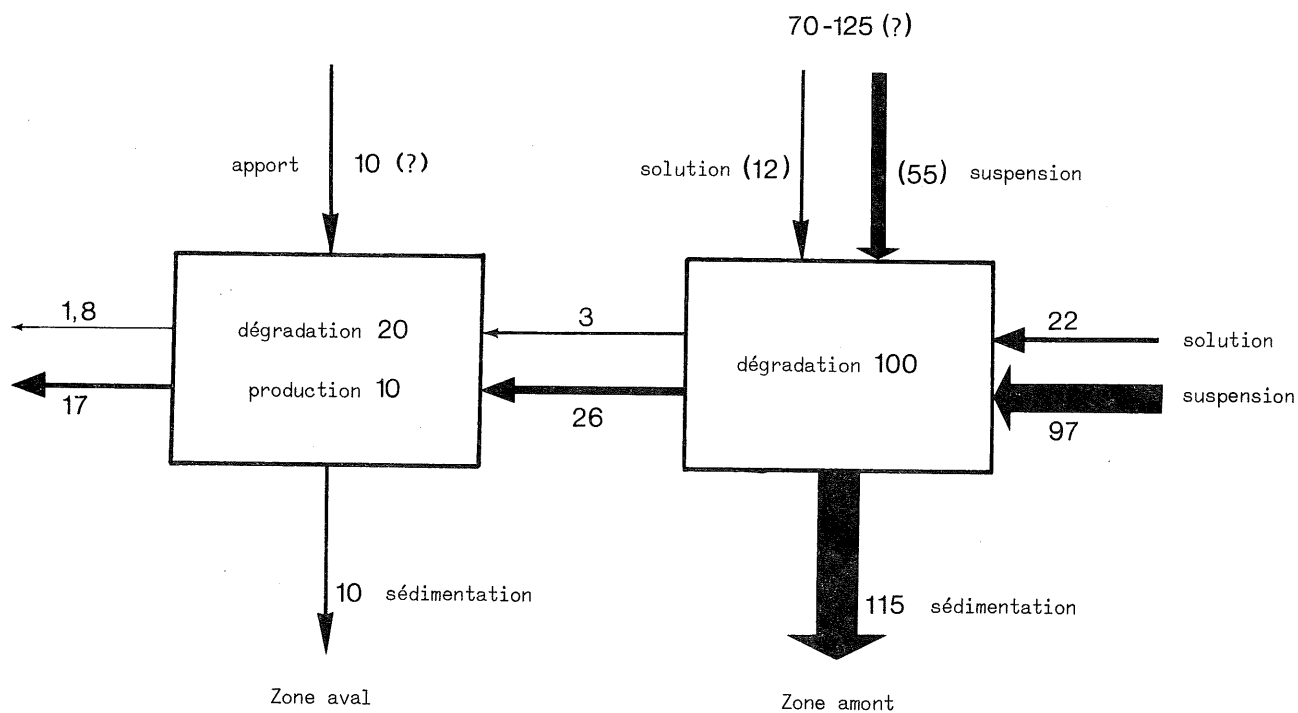 70-125 (?)
apport 10 (?)
solution (12)
(55) suspension
1,8
dégradation 20
3
22 solution
dégradation 100
production 10
suspension
17
26
97
10 sédimentation
115 sédimentation
Zone aval
Zone amont